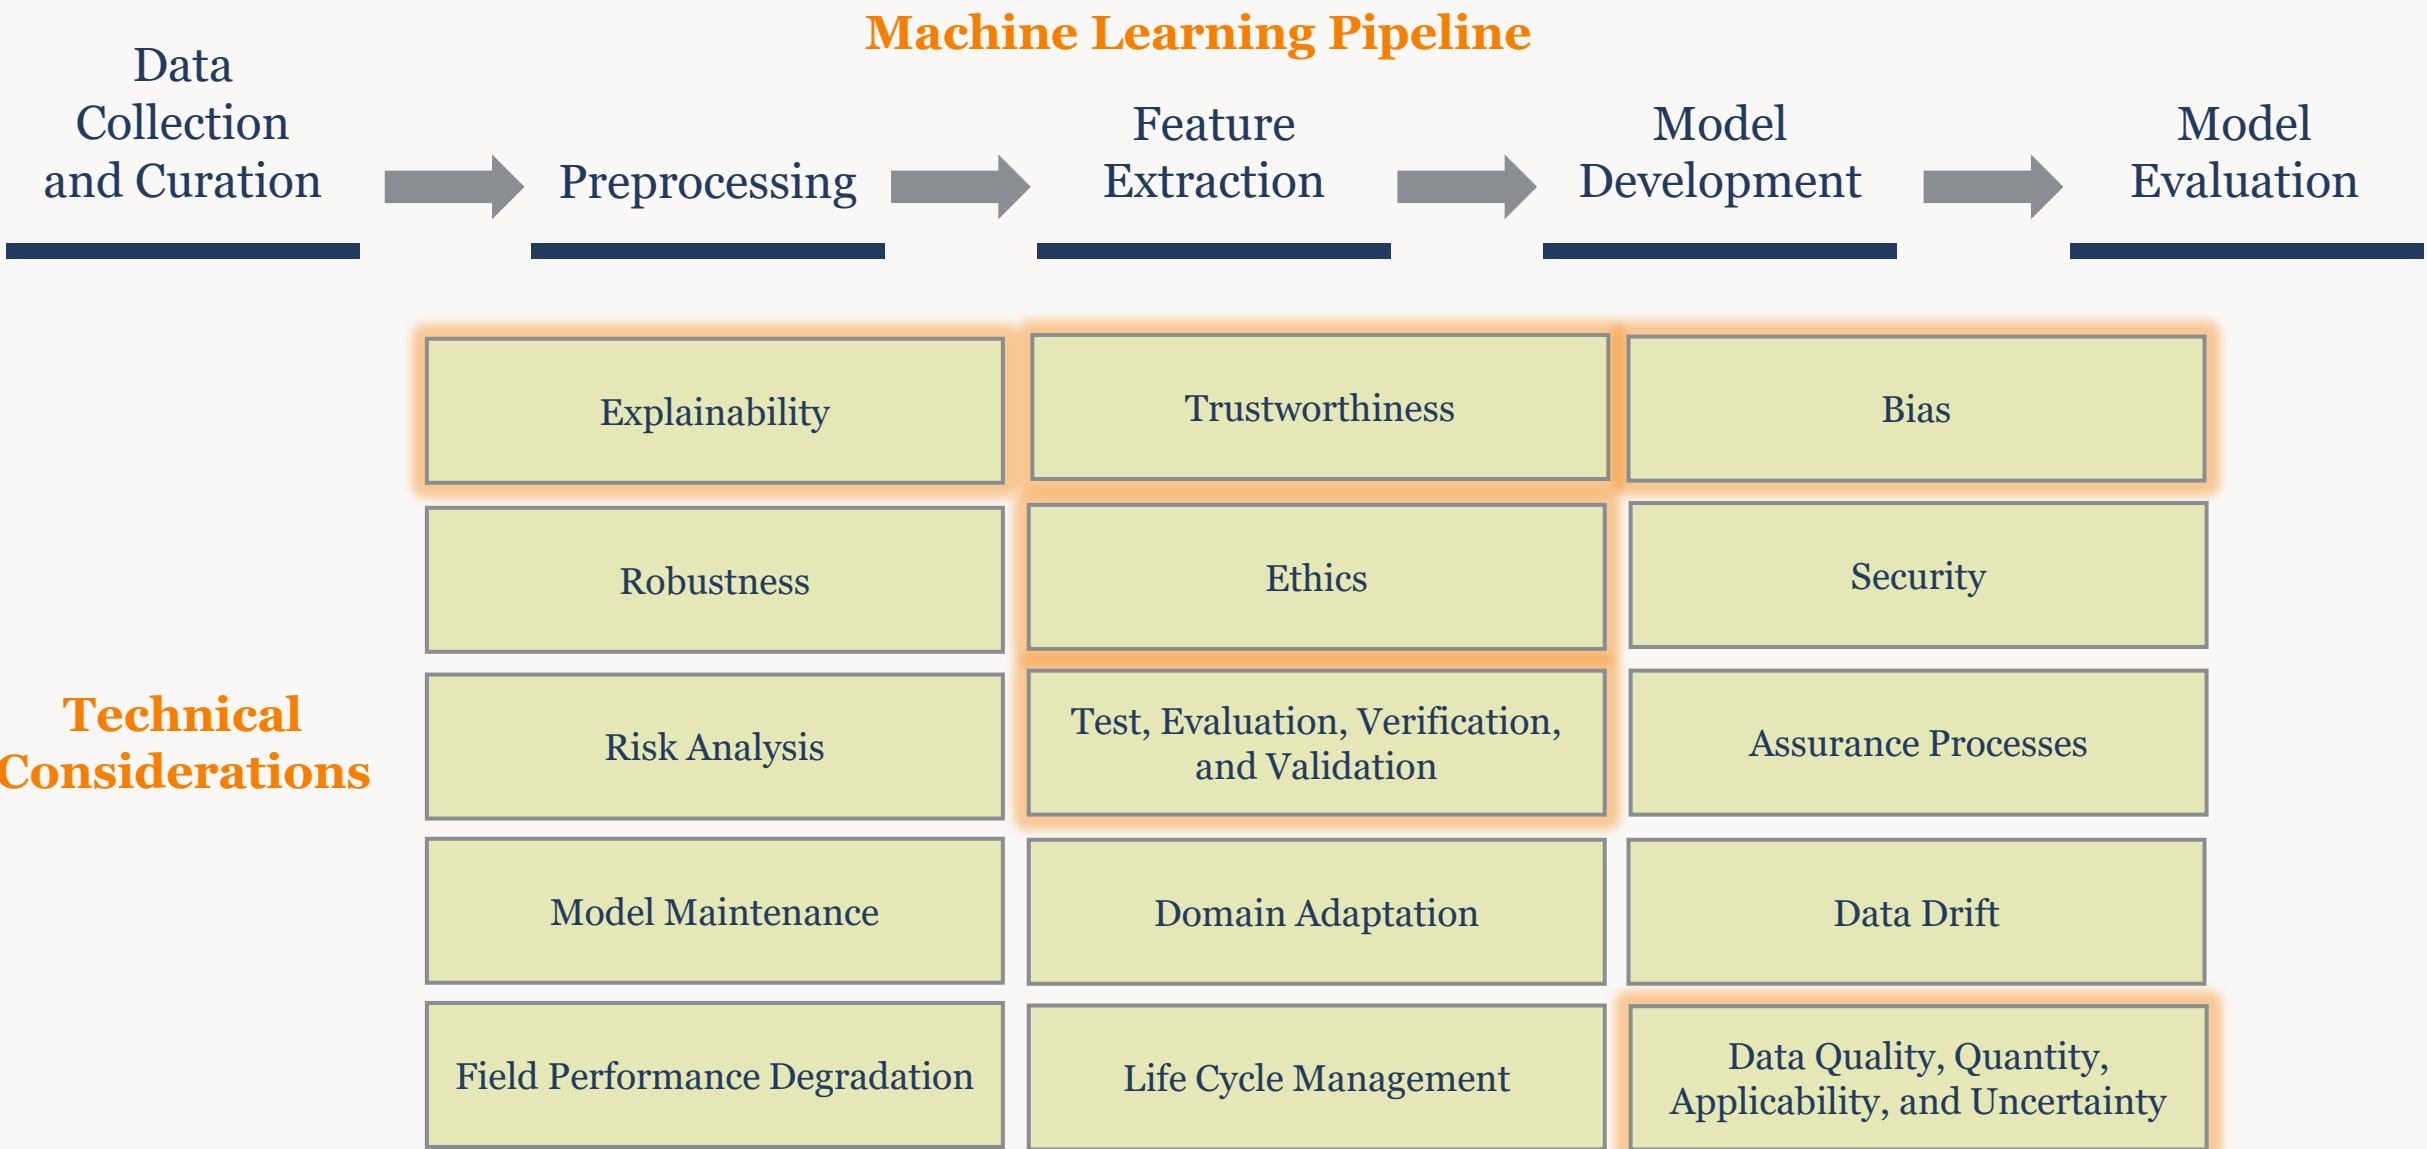 Machine Learning Pipeline
Data
Collection
and Curation
Preprocessing
Feature
Extraction
Model
Development
Model
Evaluation
Technical
Considerations
Explainability
Trustworthiness
Bias
Robustness
Ethics
Security
Risk Analysis
Test, Evaluation, Verification,
and Validation
Assurance Processes
Model Maintenance
Domain Adaptation
Data Drift
Field Performance Degradation
Life Cycle Management
Data Quality, Quantity,
Applicability, and Uncertainty